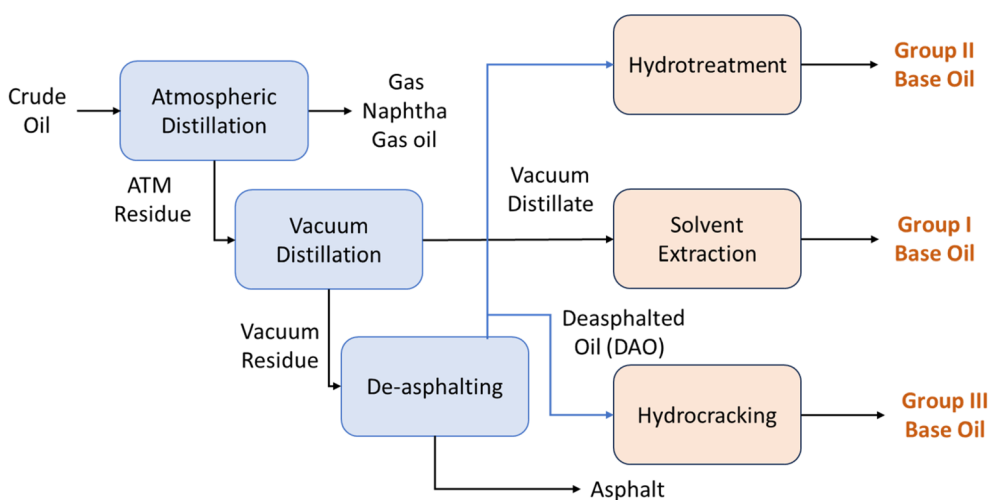 Crude
Oil
Atmospheric
Distillation
Gas
Naphtha
Gas oil
ATM
Residue
Vacuum
Distillation
Vacuum
Residue
De-asphalting
Asphalt
Vacuum
Distillate
Deasphalted
Oil (DAO)
Hydrotreatment
Group II
Base Oil
Solvent
Extraction
Group I
Base Oil
Hydrocracking
Group III
Base Oil